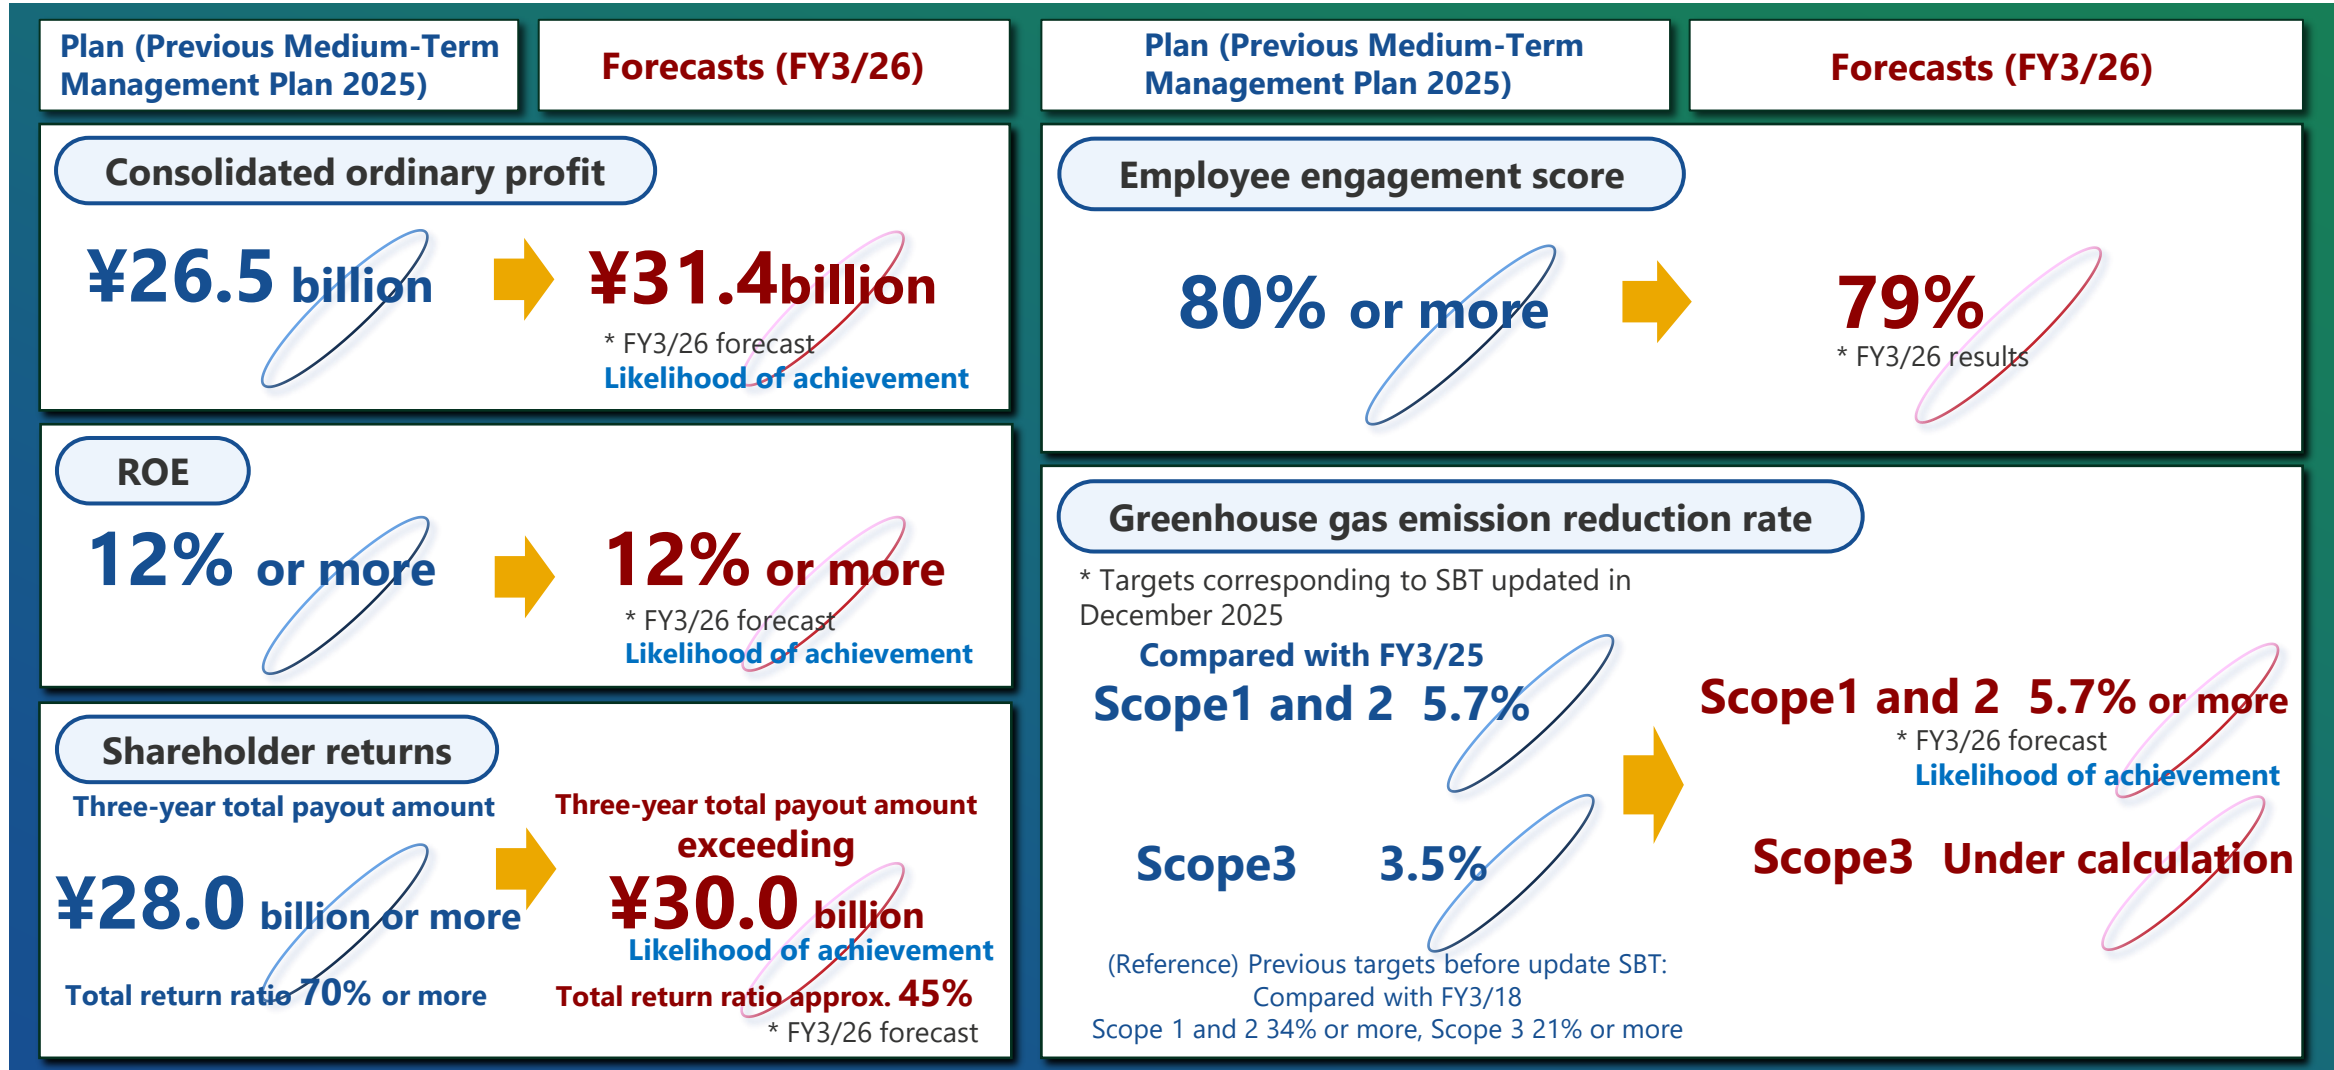 Plan (Previous Medium-Term
Management Plan 2025)
Forecasts (FY3/26)
Consolidated ordinary profit
¥26.5 billion
¥31.4billion
* FY3/26 forecast
Likelihood of achievement
ROE
12% or more
12% or more
* FY3/26 forecast
Likelihood of achievement
Shareholder returns
Three-year total payout amount
¥28.0 billion or more
Total return ratio 70% or more
Three-year total payout amount
exceeding
¥30.0 billion
Likelihood of achievement
Total return ratio approx. 45%
* FY3/26 forecast
Plan (Previous Medium-Term
Management Plan 2025)
Forecasts (FY3/26)
Employee engagement score
80% or more
79%
* FY3/26 results
Greenhouse gas emission reduction rate
* Targets corresponding to SBT updated in
December 2025
Compared with FY3/25
Scope1 and 2 5.7%
Scope3 3.5%
(Reference) Previous targets before update SBT:
Compared with FY3/18
Scope 1 and 2 34% or more, Scope 3 21% or more
Scope1 and 2 5.7% or more
* FY3/26 forecast
Likelihood of achievement
Scope3 Under calculation